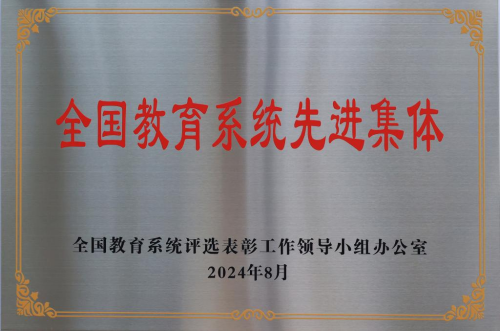 全国教育系统先进集体
全国教育系统评选表彰工作领导小组办公室
2024年8月